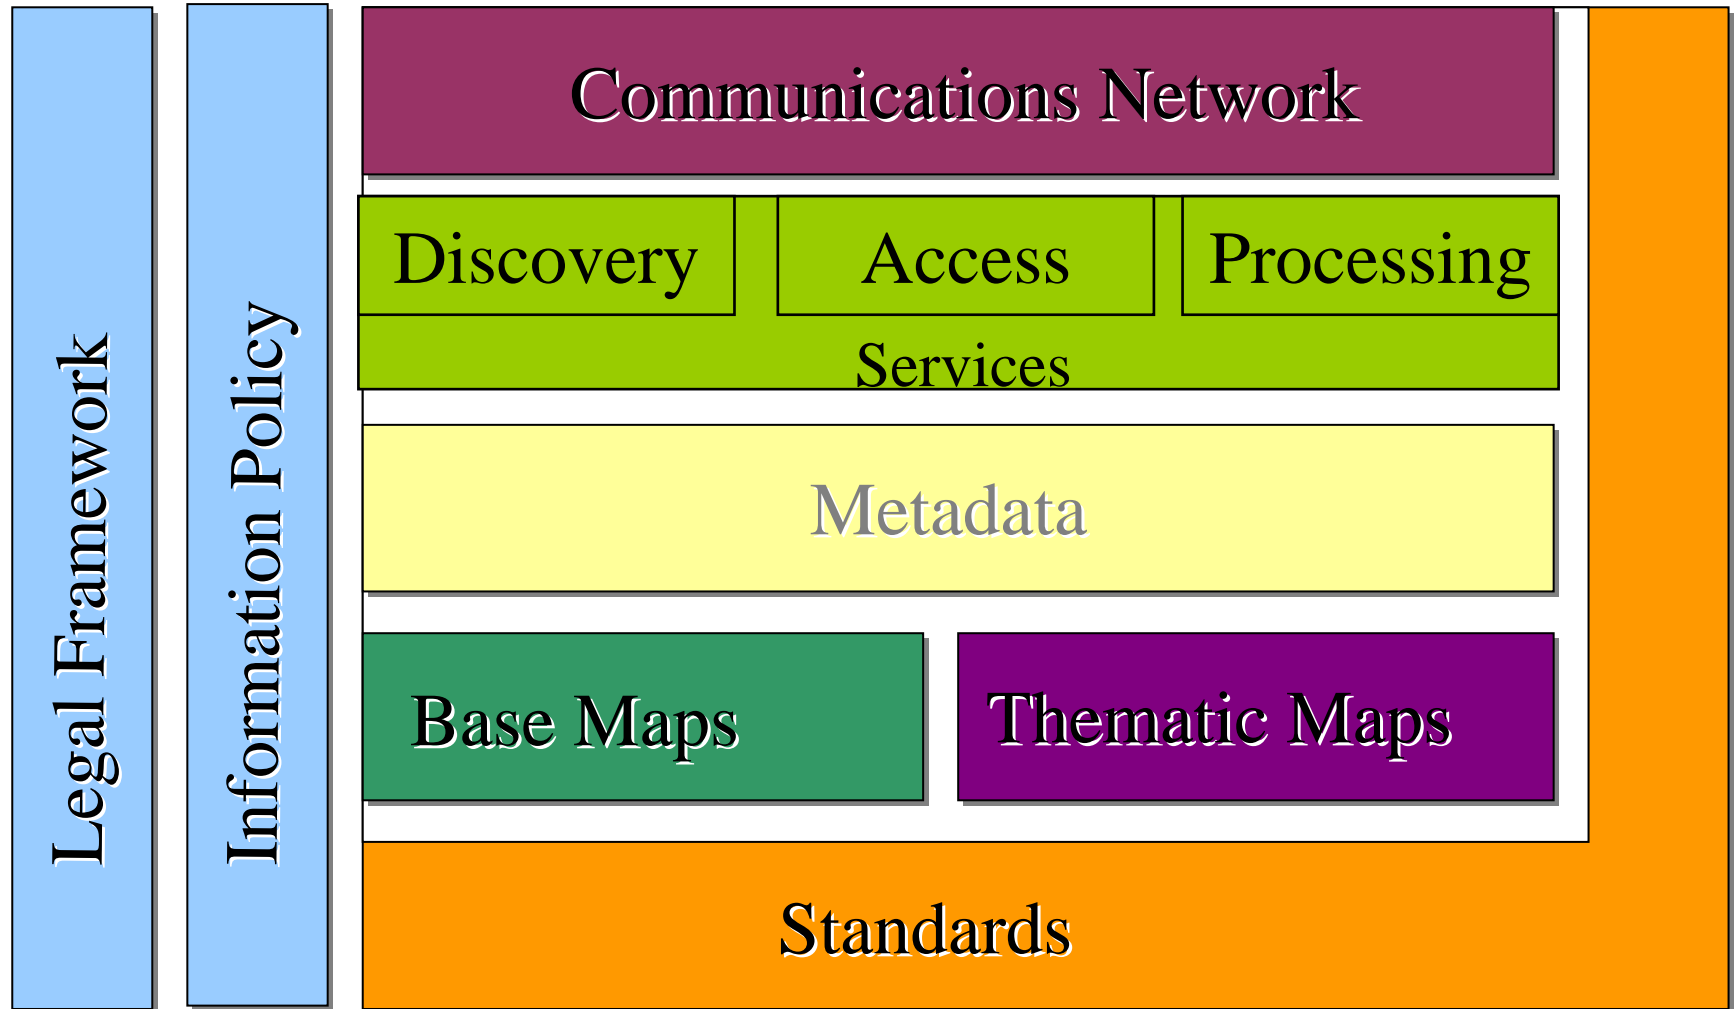 Legal Framework
Information Policy
Communications Network
Discovery
Access
Processing
Services
Metadata
Base Maps
Thematic Maps
Standards